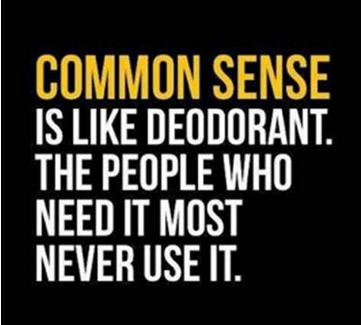 COMMON SENSE
IS LIKE DEODORANT.
THE PEOPLE WHO
NEED IT MOST
NEVER USE IT.